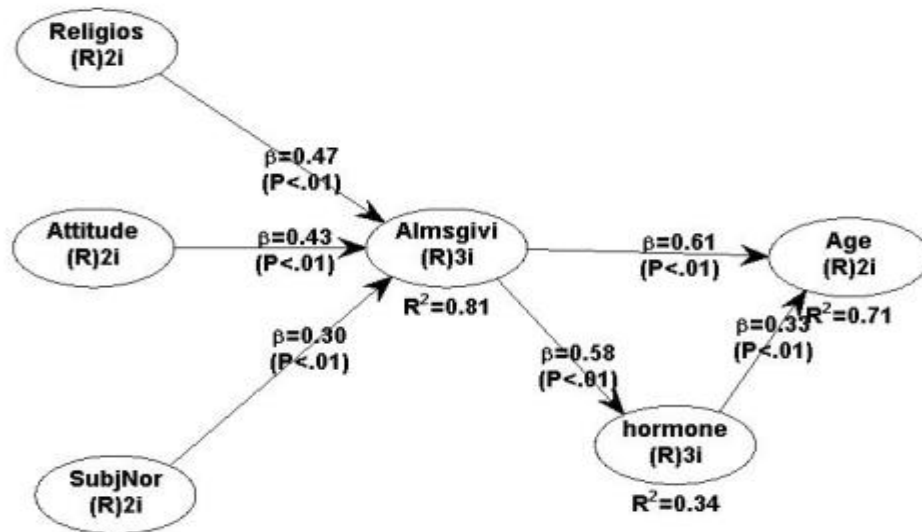 Religios
(R)2i
β=0.47
(P<.01)
Attitude
(R)2i
β=0.43
(P<.01)
Almsgivi
(R)3i
R²=0.81
β=0.61
(P<.01)
Age
(R)2i
R²=0.71
β=0.30
(P<.01)
β=0.58
(P<.01)
β=0.33
(P<.01)
SubjNor
(R)2i
hormone
(R)3i
R²=0.34